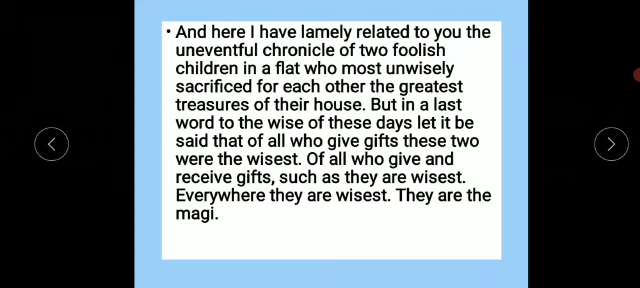 • And here I have lamely related to you the
uneventful chronicle of two foolish
children in a flat who most unwisely
sacrificed for each other the greatest
treasures of their house. But in a last
word to the wise of these days let it be
said that of all who give gifts these two
were the wisest. Of all who give and
receive gifts, such as they are wisest.
Everywhere they are wisest. They are the
magi.